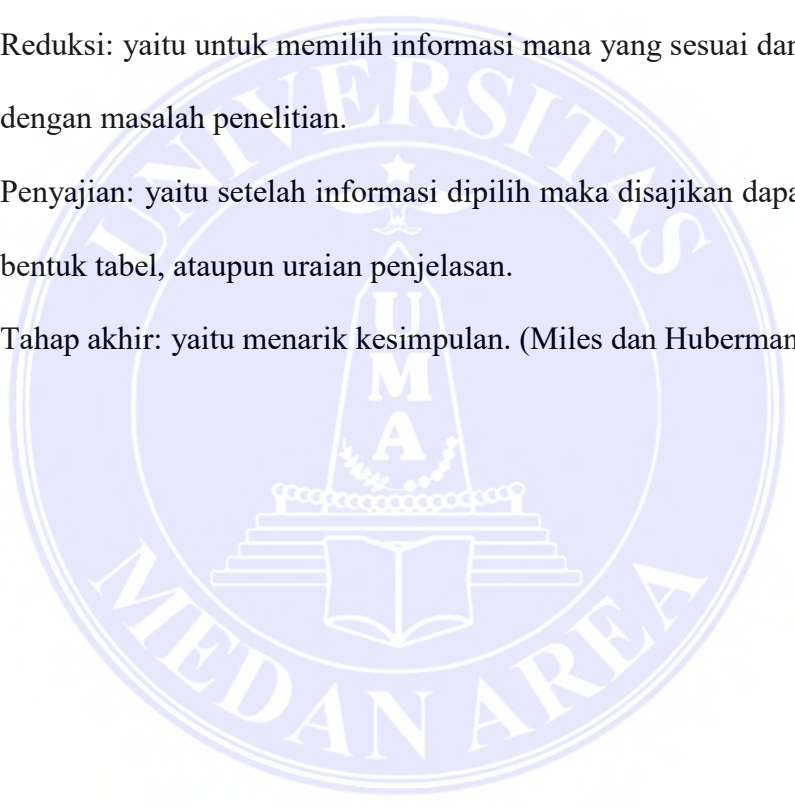 Reduksi: yaitu untuk memilih informasi mana yang sesuai dan
dengan masalah penelitian.
Penyajian: yaitu setelah informasi dipilih maka disajikan
bentuk tabel, ataupun uraian penjelasan.
Tahap akhir: yaitu menarik kesimpulan. (Miles dan Huberman
UNIVERSITAS
U
M
A
MEDAN AREA